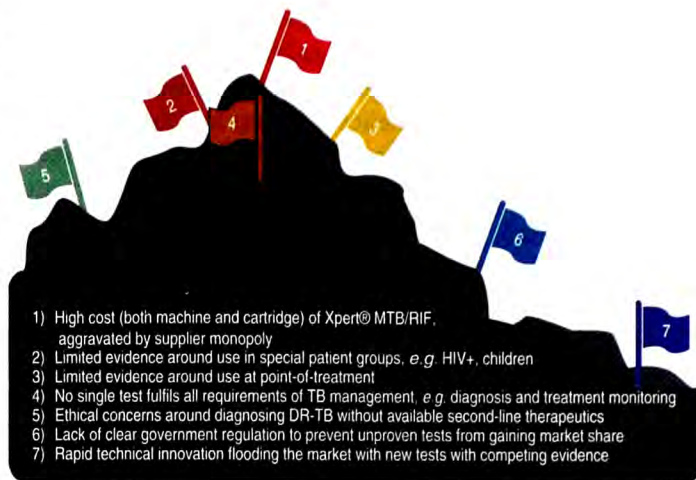 1
2
4
3
5
6
7
1) High cost (both machine and cartridge) of Xpert® MTB/RIF,
aggravated by supplier monopoly
2) Limited evidence around use in special patient groups, e.g. HIV+, children
3) Limited evidence around use at point-of-treatment
4) No single test fulfils all requirements of TB management, e g. diagnosis and treatment monitoring
5) Ethical concerns around diagnosing DR-TB without available second-line therapeutics
6) Lack of clear government regulation to prevent unproven tests from gaining market share
7) Rapid technical innovation flooding the market with new tests with competing evidence